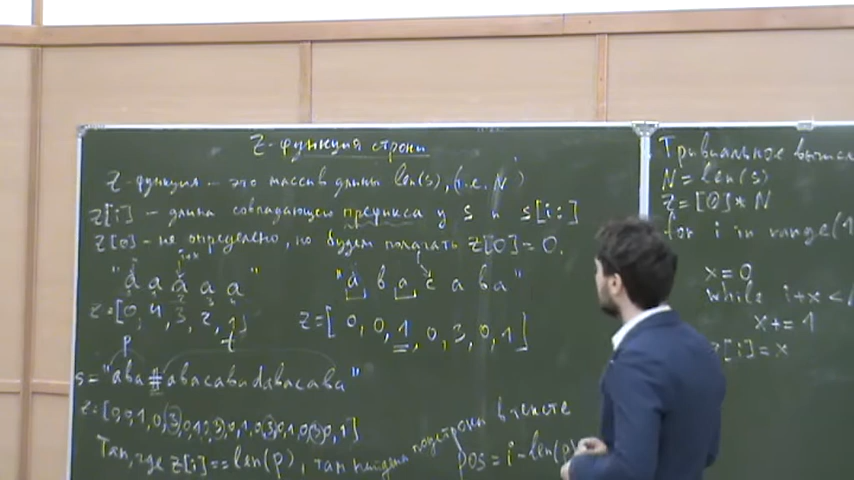 Z-функция строки
Z-функция - это массив длины len(s), (т.е. N)
z[i] - длина совпадающего префикса у s и s[i:]
z[0] - не определено, но будем полагать z[0]=0.
"a a a a a" "a b a c a b a"
z=[0, 4, 3, 2, 1] z=[0, 0, 1, 0, 3, 0, 1]
p t
s="aba#abacabadabacaba"
Там, где z[i]==len(p), там найдена подстрока в тексте
pos = i - len(p)
Тривиальное
N=len(s)
Z=[0]*N
for i in range(1
x=0
while i+x<
x+=1
z[i]=x